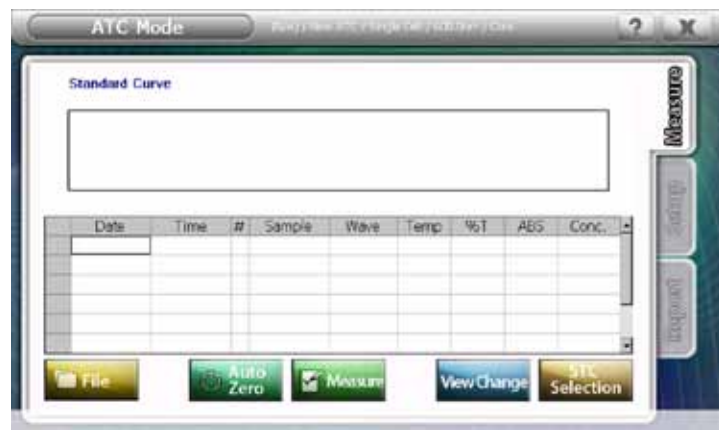 ATC Mode
? X
Measure
Standard Curve
Date Time # Sample Wave Temp %T ABS Conc.
File
Auto Zero
Measure
View Change
STC Selection